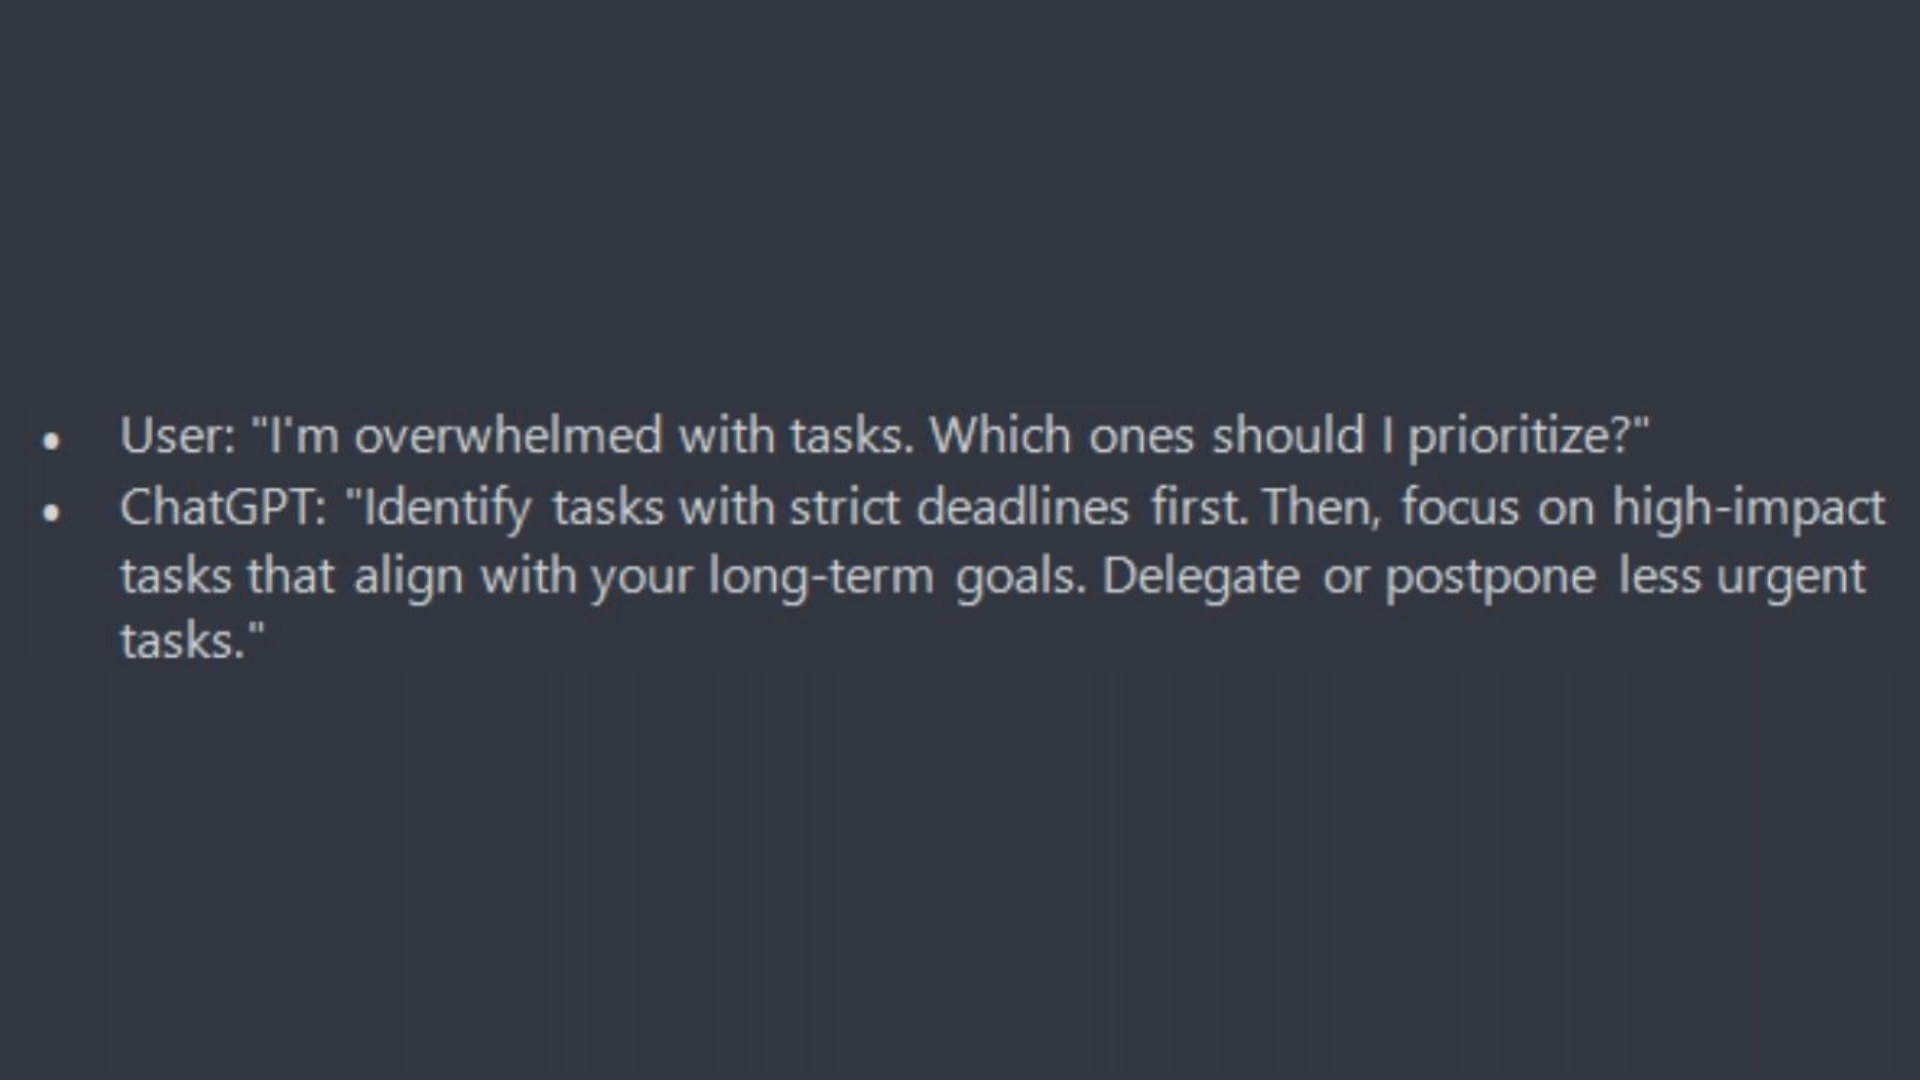 • User: "I'm overwhelmed with tasks. Which ones should I prioritize?"
• ChatGPT: "Identify tasks with strict deadlines first. Then, focus on high-impact
tasks that align with your long-term goals. Delegate or postpone less urgent
tasks."